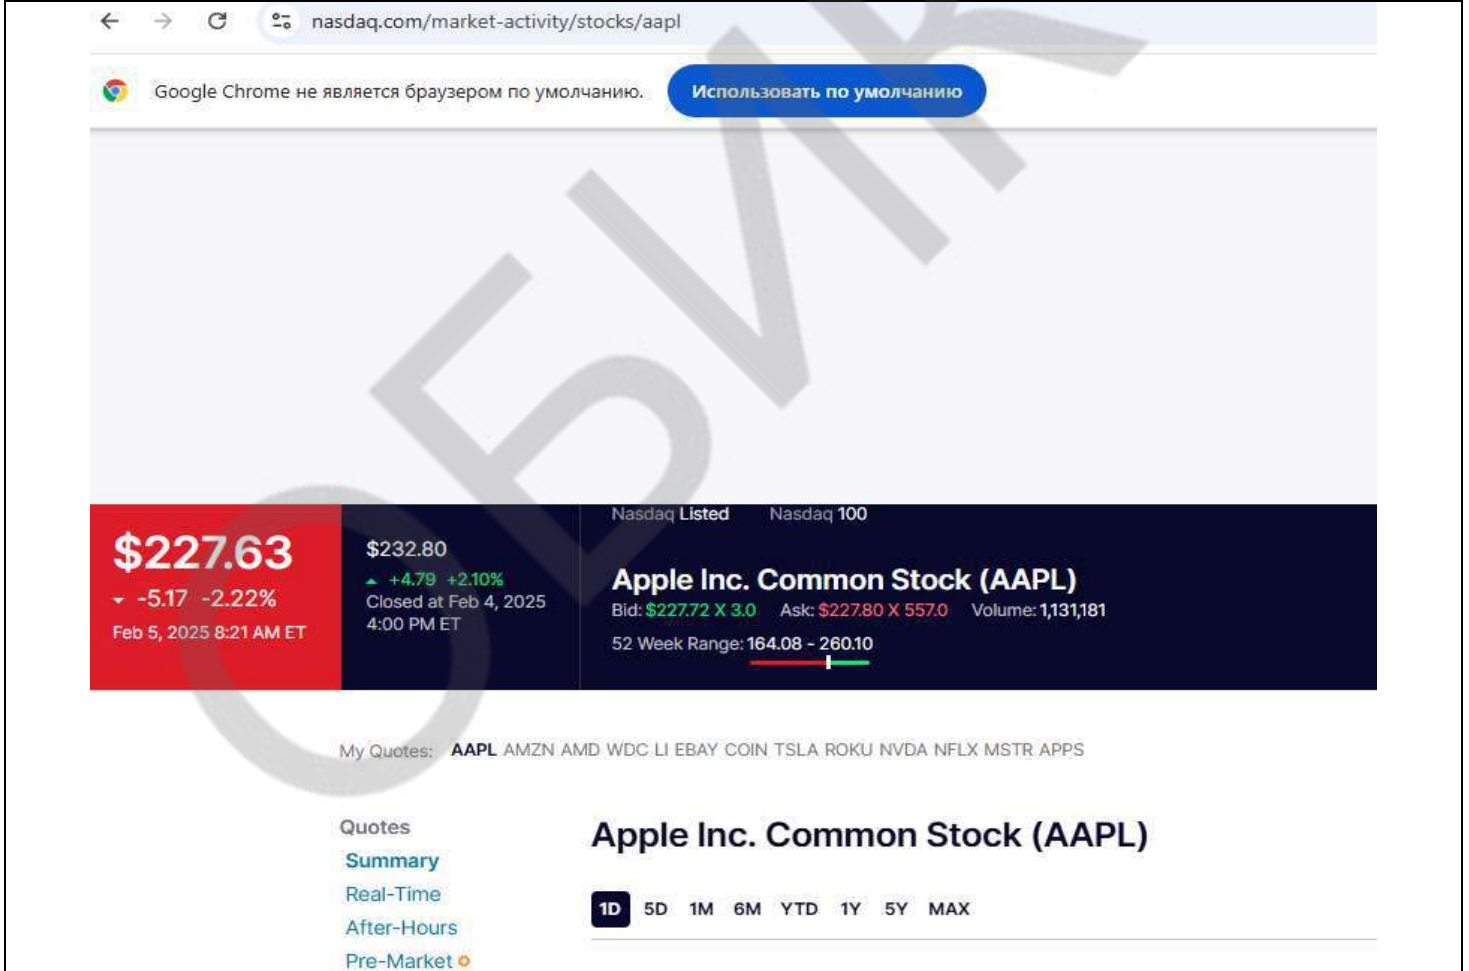 nasdaq.com/market-activity/stocks/aapl
Google Chrome не является браузером по умолчанию. Использовать по умолчанию
ОБИК
Nasdaq Listed Nasdaq 100
$227.63
-5.17 -2.22%
Feb 5, 2025 8:21 AM ET
$232.80
+4.79 +2.10%
Closed at Feb 4, 2025
4:00 PM ET
Apple Inc. Common Stock (AAPL)
Bid: $227.72 X 3.0 Ask: $227.80 X 557.0 Volume: 1,131,181
52 Week Range: 164.08 - 260.10
My Quotes: AAPL AMZN AMD WDC LI EBAY COIN TSLA ROKU NVDA NFLX MSTR APPS
Quotes
Summary
Real-Time
After-Hours
Pre-Market
Apple Inc. Common Stock (AAPL)
1D 5D 1M 6M YTD 1Y 5Y MAX